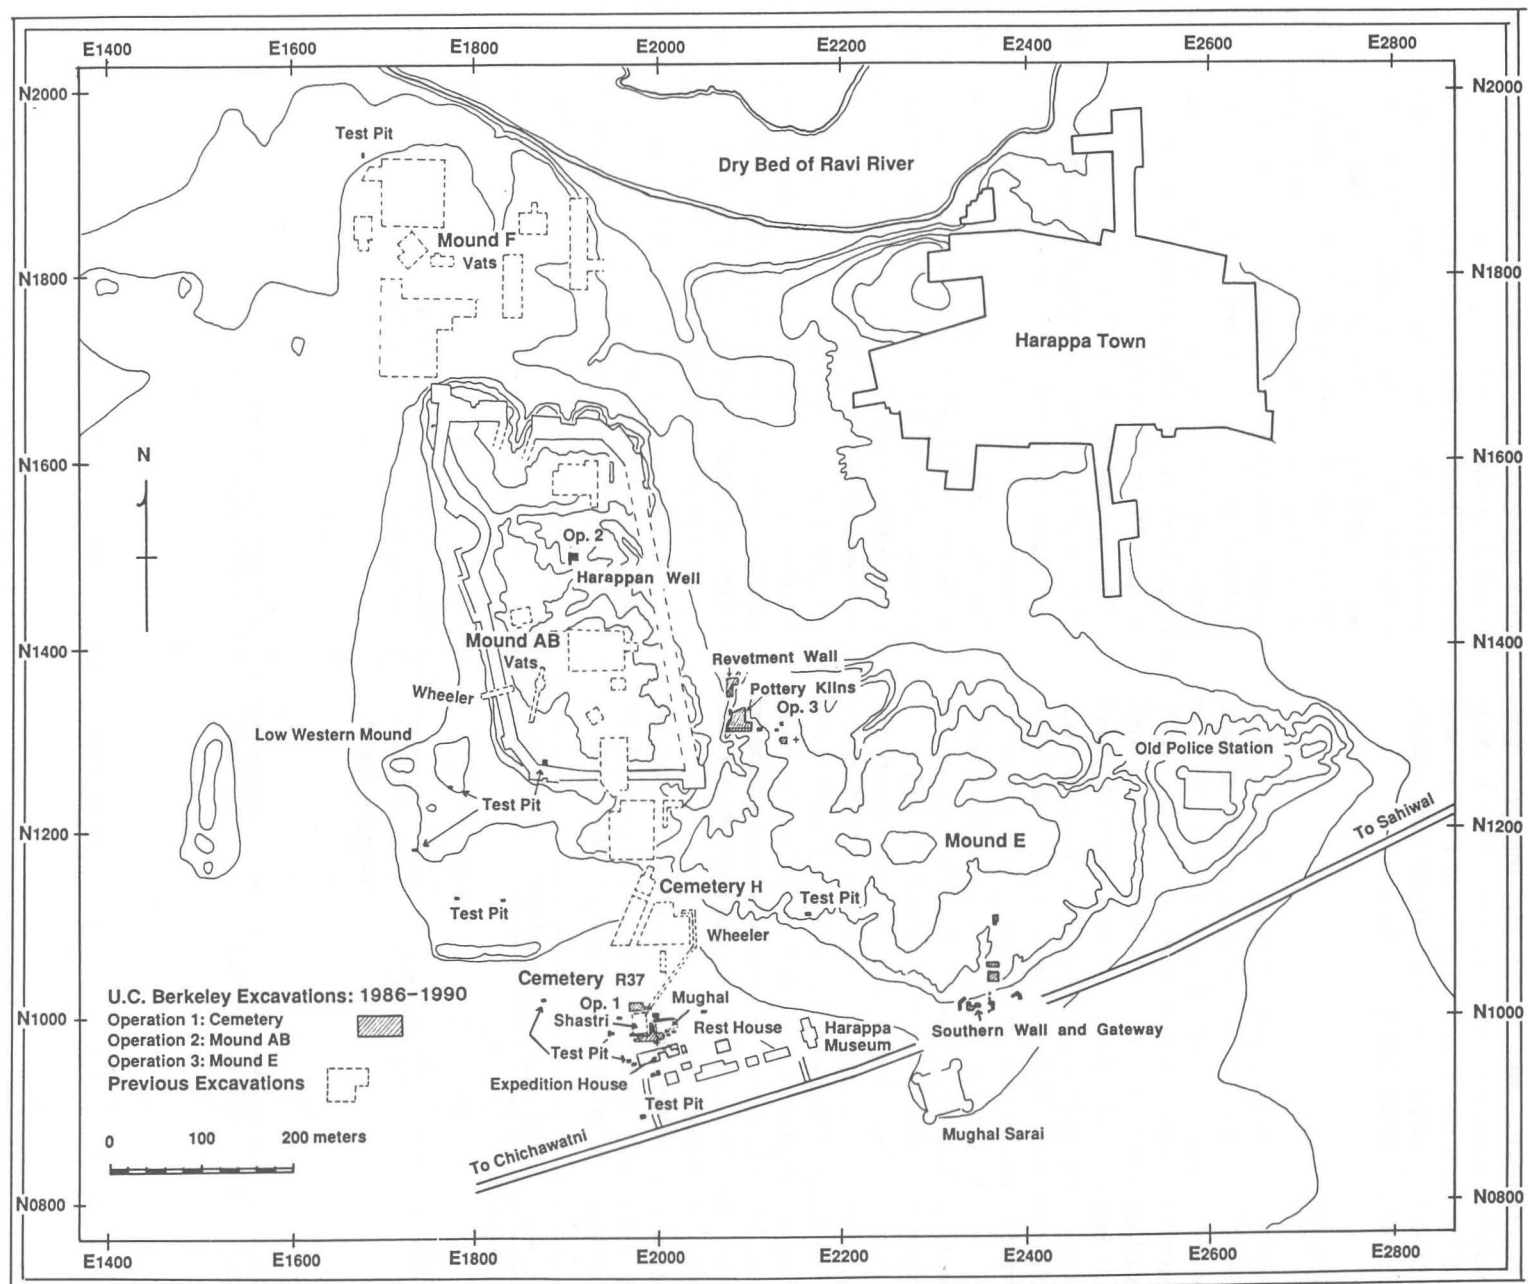 E1400 E1600 E1800 E2000 E2200 E2400 E2600 E2800
N2000 N2000
Test Pit
Dry Bed of Ravi River
Mound F
Vats
N1800 N1800
Harappa Town
N
N1600 N1600
Op. 2
Harappan Well
Mound AB
N1400 N1400
Vats
Revetment Wall
Wheeler
Pottery Kilns
Op. 3
Low Western Mound
Old Police Station
Test Pit
N1200 N1200
To Sahiwal
Mound E
Cemetery H
Test Pit
Test Pit
Wheeler
Cemetery R37
U.C. Berkeley Excavations: 1986-1990
Op. 1
Mughal
N1000 N1000
Operation 1: Cemetery
Shastri
Rest House
Harappa
Museum
Southern Wall and Gateway
Operation 2: Mound AB
Test Pit
Operation 3: Mound E
Previous Excavations
Expedition House
Test Pit
0 100 200 meters
Mughal Sarai
To Chichawatni
N0800 N0800
E1400 E1600 E1800 E2000 E2200 E2400 E2600 E2800